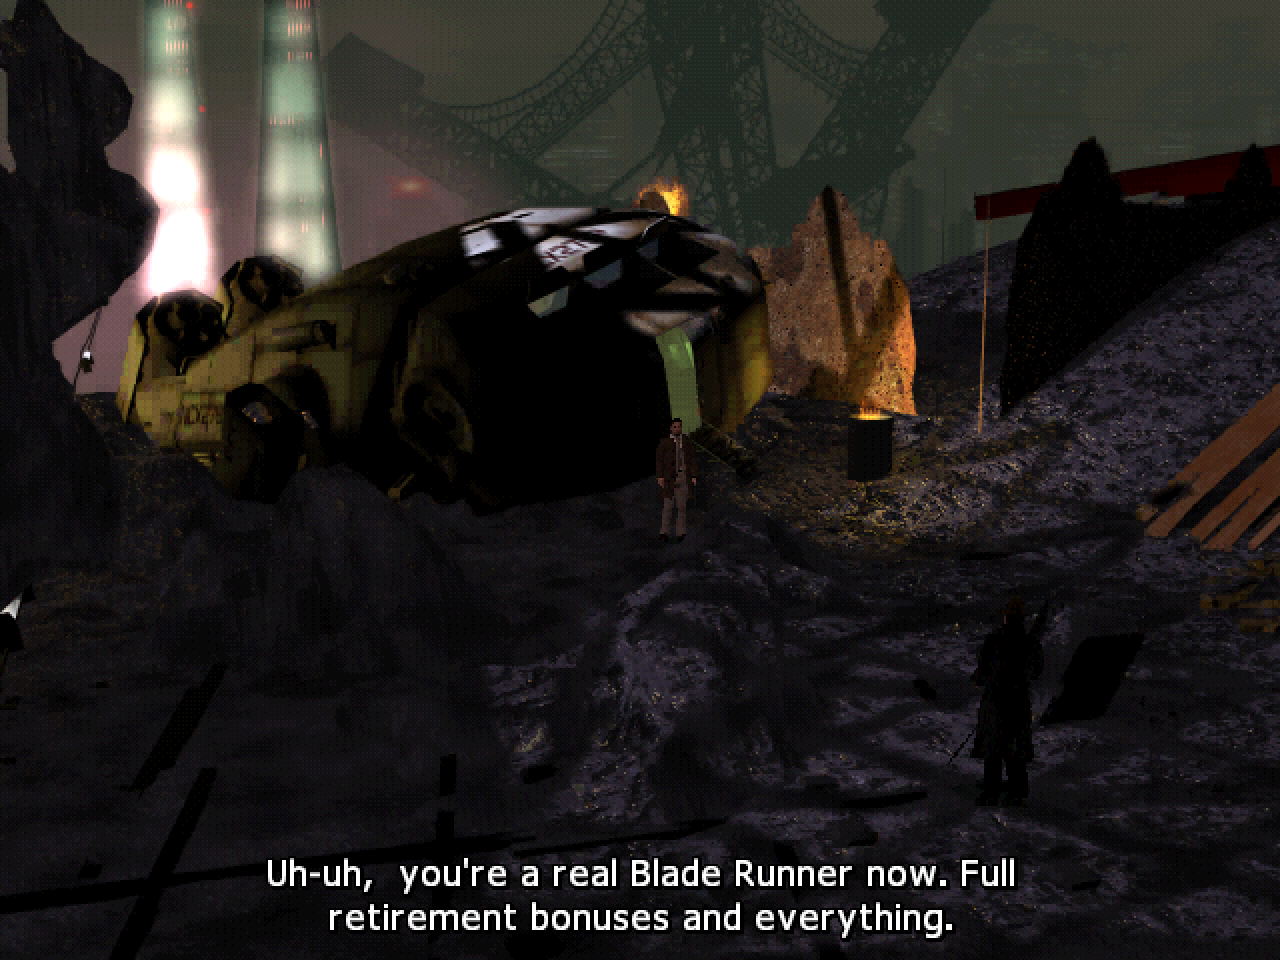 Uh-uh,  you're a real Blade Runner now. Full
retirement bonuses and everything.